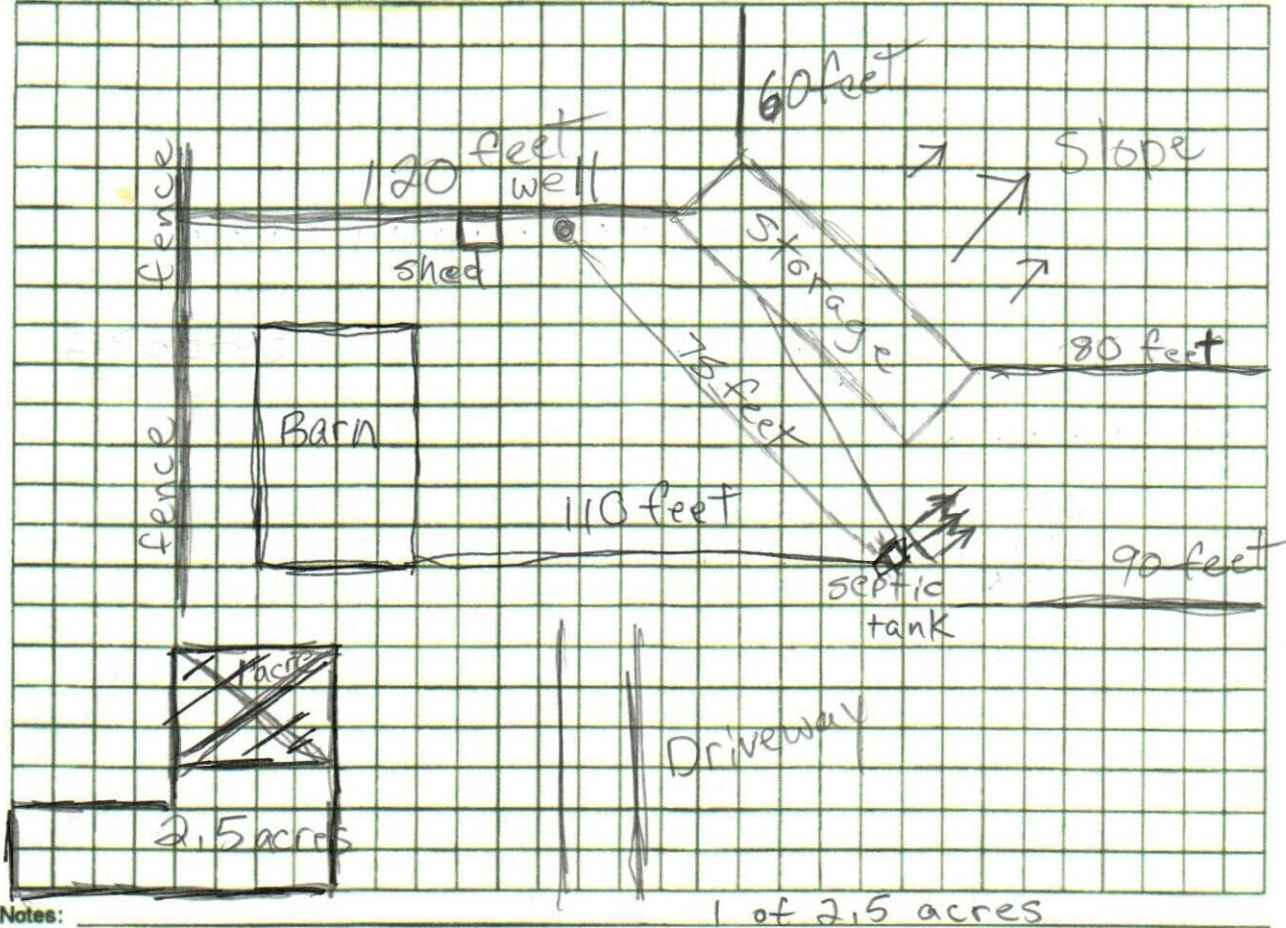 60 feet
Slope
120 feet
well
fence
shed
Storage
80 feet
75 feet
Barn
fence
110 feet
90 feet
septic
tank
1 acre
Driveway
2.5 acres
Notes: 1 of 2.5 acres